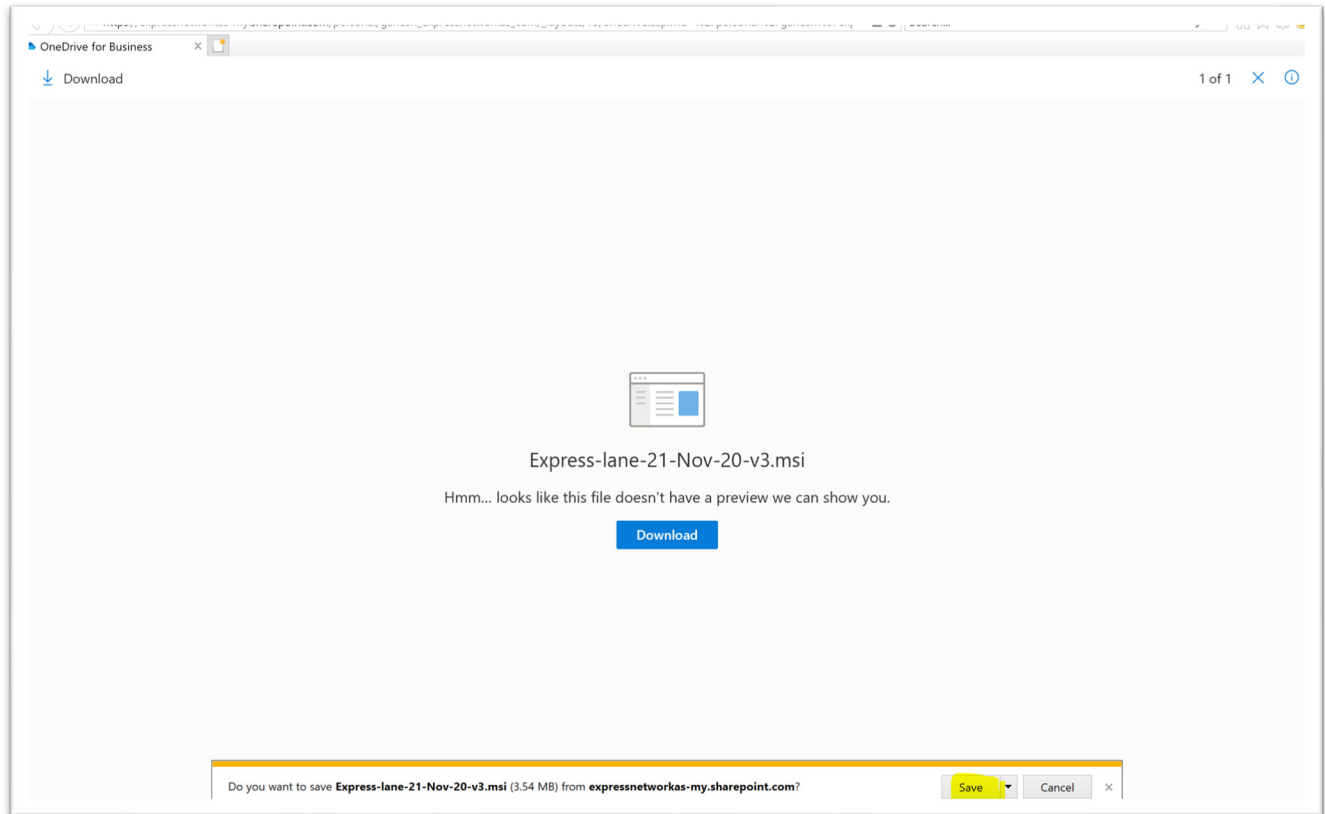 OneDrive for Business
Download
1 of 1
Express-lane-21-Nov-20-v3.msi
Hmm... looks like this file doesn't have a preview we can show you.
Download
Do you want to save Express-lane-21-Nov-20-v3.msi (3.54 MB) from expressnetworkas-my.sharepoint.com?
Save
Cancel